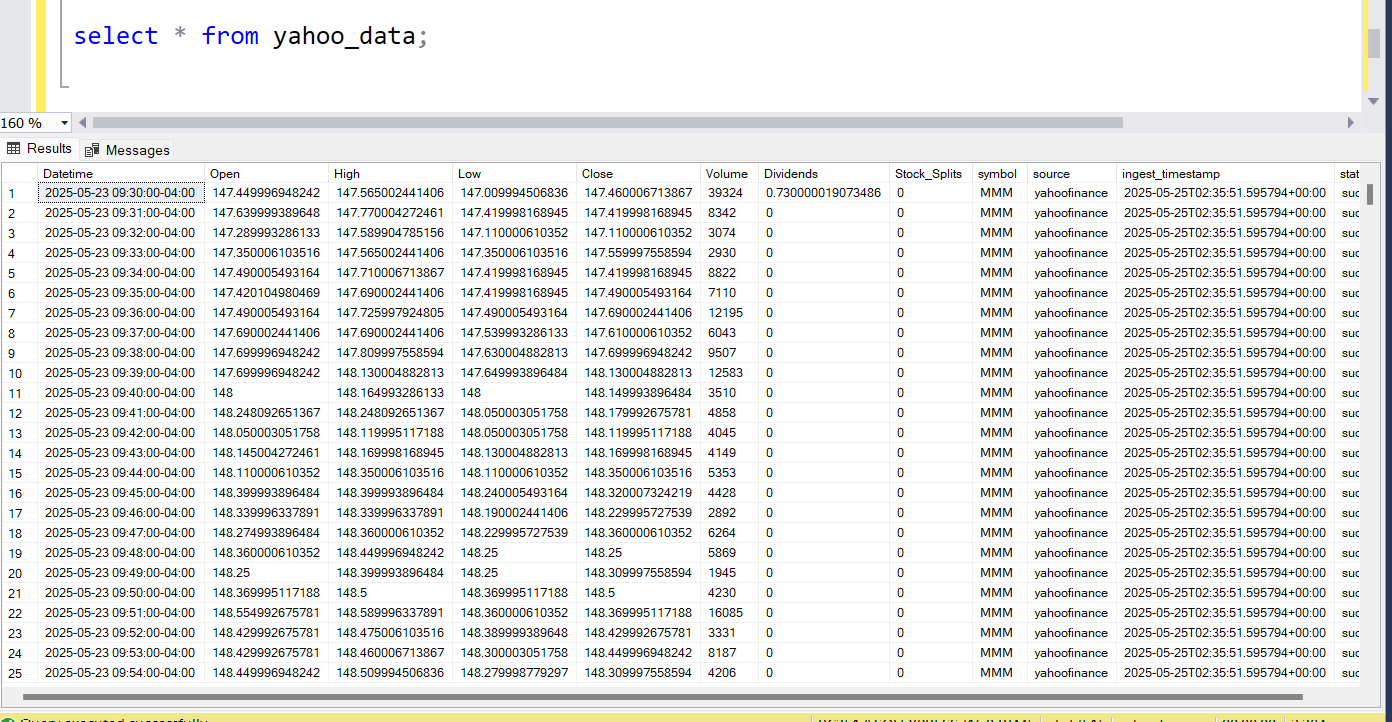 select * from yahoo_data;
160 %
Results Messages
Datetime Open High Low Close Volume Dividends Stock_Splits symbol source ingest_timestamp stat
1 2025-05-23 09:30:00-04:00 147.449996948242 147.565002441406 147.009994506836 147.460006713867 39324 0.730000019073486 0 MMM yahoofinance 2025-05-25T02:35:51.595794+00:00 suc
2 2025-05-23 09:31:00-04:00 147.639999389648 147.770004272461 147.419998168945 147.419998168945 8342 0 0 MMM yahoofinance 2025-05-25T02:35:51.595794+00:00 suc
3 2025-05-23 09:32:00-04:00 147.289993286133 147.589904785156 147.110000610352 147.110000610352 3074 0 0 MMM yahoofinance 2025-05-25T02:35:51.595794+00:00 suc
4 2025-05-23 09:33:00-04:00 147.350006103516 147.565002441406 147.350006103516 147.559997558594 2930 0 0 MMM yahoofinance 2025-05-25T02:35:51.595794+00:00 suc
5 2025-05-23 09:34:00-04:00 147.490005493164 147.710006713867 147.419998168945 147.419998168945 8822 0 0 MMM yahoofinance 2025-05-25T02:35:51.595794+00:00 suc
6 2025-05-23 09:35:00-04:00 147.420104980469 147.690002441406 147.419998168945 147.490005493164 7110 0 0 MMM yahoofinance 2025-05-25T02:35:51.595794+00:00 suc
7 2025-05-23 09:36:00-04:00 147.490005493164 147.725997924805 147.490005493164 147.690002441406 12195 0 0 MMM yahoofinance 2025-05-25T02:35:51.595794+00:00 suc
8 2025-05-23 09:37:00-04:00 147.690002441406 147.690002441406 147.539993286133 147.610000610352 6043 0 0 MMM yahoofinance 2025-05-25T02:35:51.595794+00:00 suc
9 2025-05-23 09:38:00-04:00 147.699996948242 147.809997558594 147.630004882813 147.699996948242 9507 0 0 MMM yahoofinance 2025-05-25T02:35:51.595794+00:00 suc
10 2025-05-23 09:39:00-04:00 147.699996948242 148.130004882813 147.649993896484 148.130004882813 12583 0 0 MMM yahoofinance 2025-05-25T02:35:51.595794+00:00 suc
11 2025-05-23 09:40:00-04:00 148 148.164993286133 148 148.149993896484 3510 0 0 MMM yahoofinance 2025-05-25T02:35:51.595794+00:00 suc
12 2025-05-23 09:41:00-04:00 148.248092651367 148.248092651367 148.050003051758 148.179992675781 4858 0 0 MMM yahoofinance 2025-05-25T02:35:51.595794+00:00 suc
13 2025-05-23 09:42:00-04:00 148.050003051758 148.119995117188 148.050003051758 148.119995117188 4045 0 0 MMM yahoofinance 2025-05-25T02:35:51.595794+00:00 suc
14 2025-05-23 09:43:00-04:00 148.145004272461 148.169998168945 148.130004882813 148.169998168945 4149 0 0 MMM yahoofinance 2025-05-25T02:35:51.595794+00:00 suc
15 2025-05-23 09:44:00-04:00 148.110000610352 148.350006103516 148.110000610352 148.350006103516 5353 0 0 MMM yahoofinance 2025-05-25T02:35:51.595794+00:00 suc
16 2025-05-23 09:45:00-04:00 148.399993896484 148.399993896484 148.240005493164 148.320007324219 4428 0 0 MMM yahoofinance 2025-05-25T02:35:51.595794+00:00 suc
17 2025-05-23 09:46:00-04:00 148.339996337891 148.339996337891 148.190002441406 148.229995727539 2892 0 0 MMM yahoofinance 2025-05-25T02:35:51.595794+00:00 suc
18 2025-05-23 09:47:00-04:00 148.274993896484 148.360000610352 148.229995727539 148.360000610352 6264 0 0 MMM yahoofinance 2025-05-25T02:35:51.595794+00:00 suc
19 2025-05-23 09:48:00-04:00 148.360000610352 148.449996948242 148.25 148.25 5869 0 0 MMM yahoofinance 2025-05-25T02:35:51.595794+00:00 suc
20 2025-05-23 09:49:00-04:00 148.25 148.399993896484 148.25 148.309997558594 1945 0 0 MMM yahoofinance 2025-05-25T02:35:51.595794+00:00 suc
21 2025-05-23 09:50:00-04:00 148.369995117188 148.5 148.369995117188 148.5 4230 0 0 MMM yahoofinance 2025-05-25T02:35:51.595794+00:00 suc
22 2025-05-23 09:51:00-04:00 148.554992675781 148.589996337891 148.360000610352 148.369995117188 16085 0 0 MMM yahoofinance 2025-05-25T02:35:51.595794+00:00 suc
23 2025-05-23 09:52:00-04:00 148.429992675781 148.475006103516 148.389999389648 148.429992675781 3331 0 0 MMM yahoofinance 2025-05-25T02:35:51.595794+00:00 suc
24 2025-05-23 09:53:00-04:00 148.429992675781 148.460006713867 148.300003051758 148.449996948242 8187 0 0 MMM yahoofinance 2025-05-25T02:35:51.595794+00:00 suc
25 2025-05-23 09:54:00-04:00 148.449996948242 148.509994506836 148.279998779297 148.309997558594 4206 0 0 MMM yahoofinance 2025-05-25T02:35:51.595794+00:00 suc
Query executed successfully